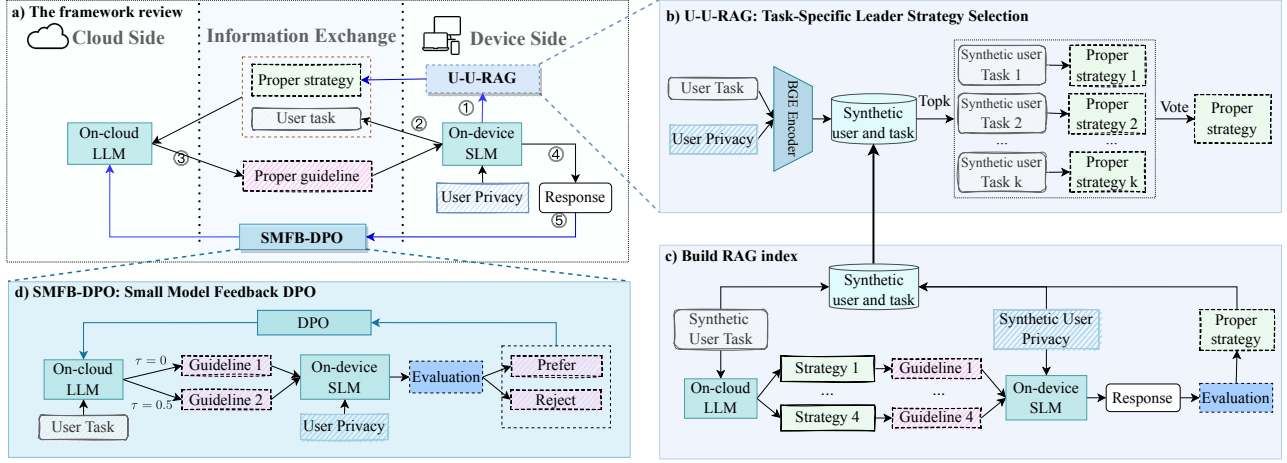 a) The framework review
Cloud Side
Information Exchange
Device Side
Proper strategy
U-U-RAG
①
User task
②
On-cloud
LLM
③
On-device
SLM
④
Proper guideline
User Privacy
Response
⑤
SMFB-DPO
b) U-U-RAG: Task-Specific Leader Strategy Selection
User Task
User Privacy
BGE Encoder
Synthetic
user and task
Topk
Synthetic user
Task 1
Proper
strategy 1
Synthetic user
Task 2
Proper
strategy 2
...
...
Synthetic user
Task k
Proper
strategy k
Vote
Proper
strategy
c) Build RAG index
Synthetic
user and task
Synthetic
User Task
Synthetic User
Privacy
Proper
strategy
On-cloud
LLM
Strategy 1
Guideline 1
...
...
Strategy 4
Guideline 4
On-device
SLM
Response
Evaluation
d) SMFB-DPO: Small Model Feedback DPO
DPO
On-cloud
LLM
τ = 0
Guideline 1
τ = 0.5
Guideline 2
User Task
On-device
SLM
User Privacy
Evaluation
Prefer
Reject